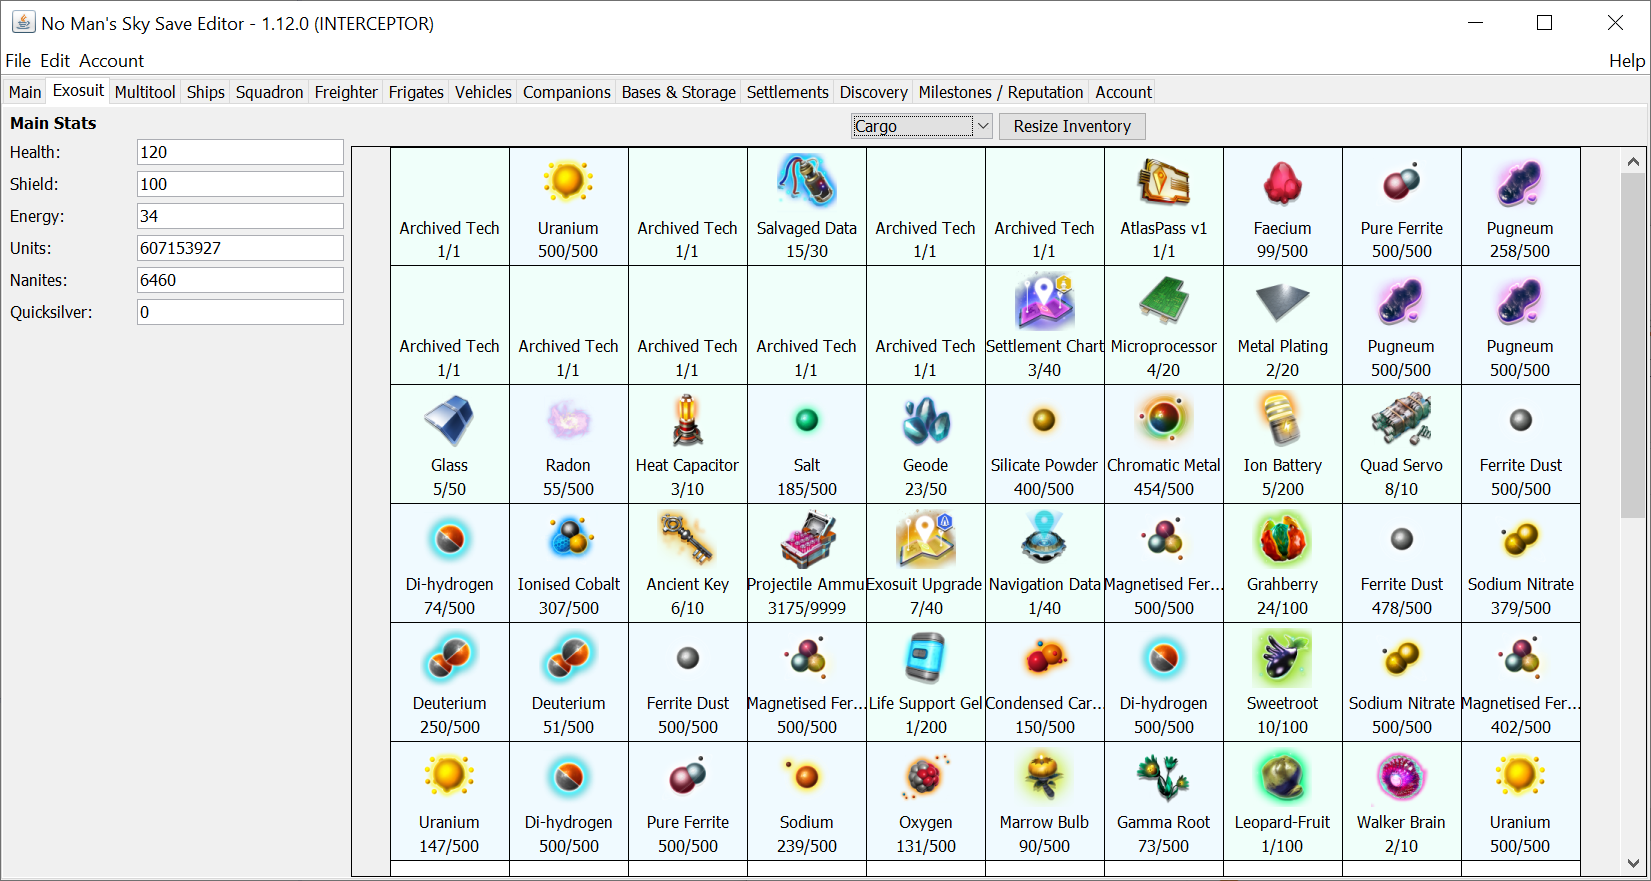 No Man's Sky Save Editor - 1.12.0 (INTERCEPTOR)
File Edit Account Help
Main Exosuit Multitool Ships Squadron Freighter Frigates Vehicles Companions Bases & Storage Settlements Discovery Milestones / Reputation Account
Main Stats
Health: 120
Shield: 100
Energy: 34
Units: 607153927
Nanites: 6460
Quicksilver: 0
Cargo Resize Inventory
Archived Tech Uranium Archived Tech Salvaged Data Archived Tech Archived Tech AtlasPass v1 Faecium Pure Ferrite Pugneum
1/1 500/500 1/1 15/30 1/1 1/1 1/1 99/500 500/500 258/500
Archived Tech Archived Tech Archived Tech Archived Tech Archived Tech Settlement Chart Microprocessor Metal Plating Pugneum Pugneum
1/1 1/1 1/1 1/1 1/1 3/40 4/20 2/20 500/500 500/500
Glass Radon Heat Capacitor Salt Geode Silicate Powder Chromatic Metal Ion Battery Quad Servo Ferrite Dust
5/50 55/500 3/10 185/500 23/50 400/500 454/500 5/200 8/10 500/500
Di-hydrogen Ionised Cobalt Ancient Key Projectile Ammu Exosuit Upgrade Navigation Data Magnetised Fer... Grahberry Ferrite Dust Sodium Nitrate
74/500 307/500 6/10 3175/9999 7/40 1/40 500/500 24/100 478/500 379/500
Deuterium Deuterium Ferrite Dust Magnetised Fer... Life Support Gel Condensed Car... Di-hydrogen Sweetroot Sodium Nitrate Magnetised Fer...
250/500 51/500 500/500 500/500 1/200 150/500 500/500 10/100 500/500 402/500
Uranium Di-hydrogen Pure Ferrite Sodium Oxygen Marrow Bulb Gamma Root Leopard-Fruit Walker Brain Uranium
147/500 500/500 500/500 239/500 131/500 90/500 73/500 1/100 2/10 500/500